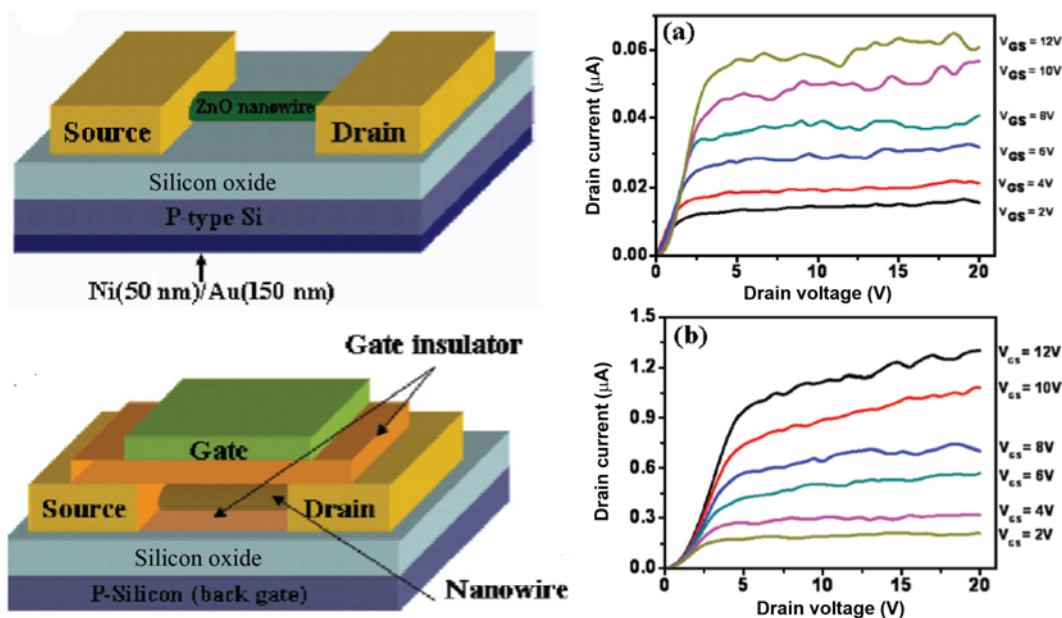 ZnO nanowire
Source
Drain
Silicon oxide
P-type Si
Ni(50 nm)/Au(150 nm)
(a)
Drain current (μA)
0.06
0.04
0.02
0.00
0 5 10 15 20
Drain voltage (V)
VGS = 12V
VGS = 10V
VGS = 8V
VGS = 6V
VGS = 4V
VGS = 2V
Gate insulator
Gate
Source
Drain
Silicon oxide
P-Silicon (back gate)
Nanowire
(b)
Drain current (μA)
1.5
1.2
0.9
0.6
0.3
0.0
0 5 10 15 20
Drain voltage (V)
VGS = 12V
VGS = 10V
VGS = 8V
VGS = 6V
VGS = 4V
VGS = 2V